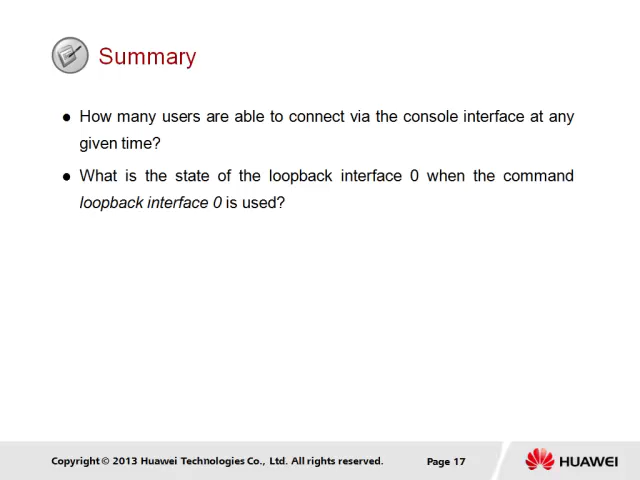 Summary
● How many users are able to connect via the console interface at any
given time?
● What is the state of the loopback interface 0 when the command
loopback interface 0 is used?
Copyright © 2013 Huawei Technologies Co., Ltd. All rights reserved.
Page 17
HUAWEI